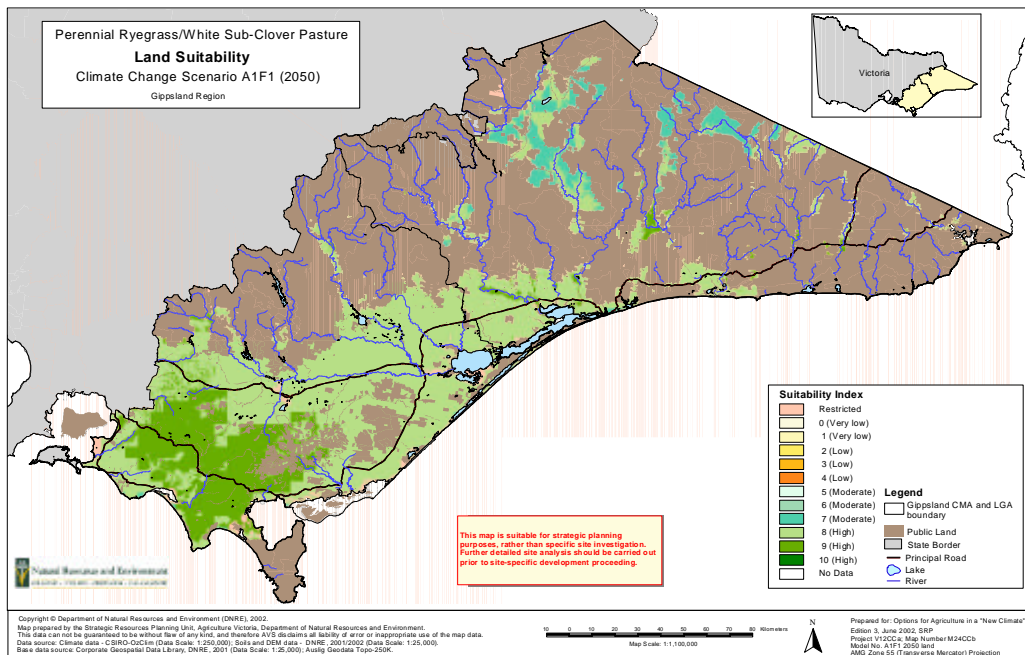 Perennial Ryegrass/White Sub-Clover Pasture
Land Suitability
Climate Change Scenario A1F1 (2050)
Gippsland Region
Victoria
This map is suitable for strategic planning
purposes, rather than specific site investigation.
Further detailed site analysis should be carried out
prior to site-specific development proceeding.
Suitability Index
Restricted
0 (Very low)
1 (Very low)
2 (Low)
3 (Low)
4 (Low)
5 (Moderate)
6 (Moderate)
7 (Moderate)
8 (High)
9 (High)
10 (High)
No Data
Legend
Gippsland CMA and LGA
boundary
Public Land
State Border
Principal Road
Lake
River
Natural Resources and Environment
Copyright © Department of Natural Resources and Environment (DNRE), 2002.
Map prepared by the Strategic Resources Planning Unit, Agriculture Victoria, Department of Natural Resources and Environment.
This data can not be guaranteed to be without flaw of any kind, and therefore AVS disclaims all liability of error or inappropriate use of the map data.
Data source: Climate data - CSIRO-OzClim (Data Scale: 1:250,000); Soils and DEM data - DNRE, 2001/2002 (Data Scale: 1:25,000).
Base data source: Corporate Geospatial Data Library, DNRE, 2001 (Data Scale: 1:25,000); Auslig Geodata Topo-250K.
10 0 10 20 30 40 50 60 70 80 Kilometers
Map Scale: 1:1,100,000
N
Prepared for: Options for Agriculture in a "New Climate"
Edition 3, June 2002, SRP
Project V12CCa; Map Number M24CCb
Model No. A1F1 2050 land
AMG Zone 55 (Transverse Mercator) Projection